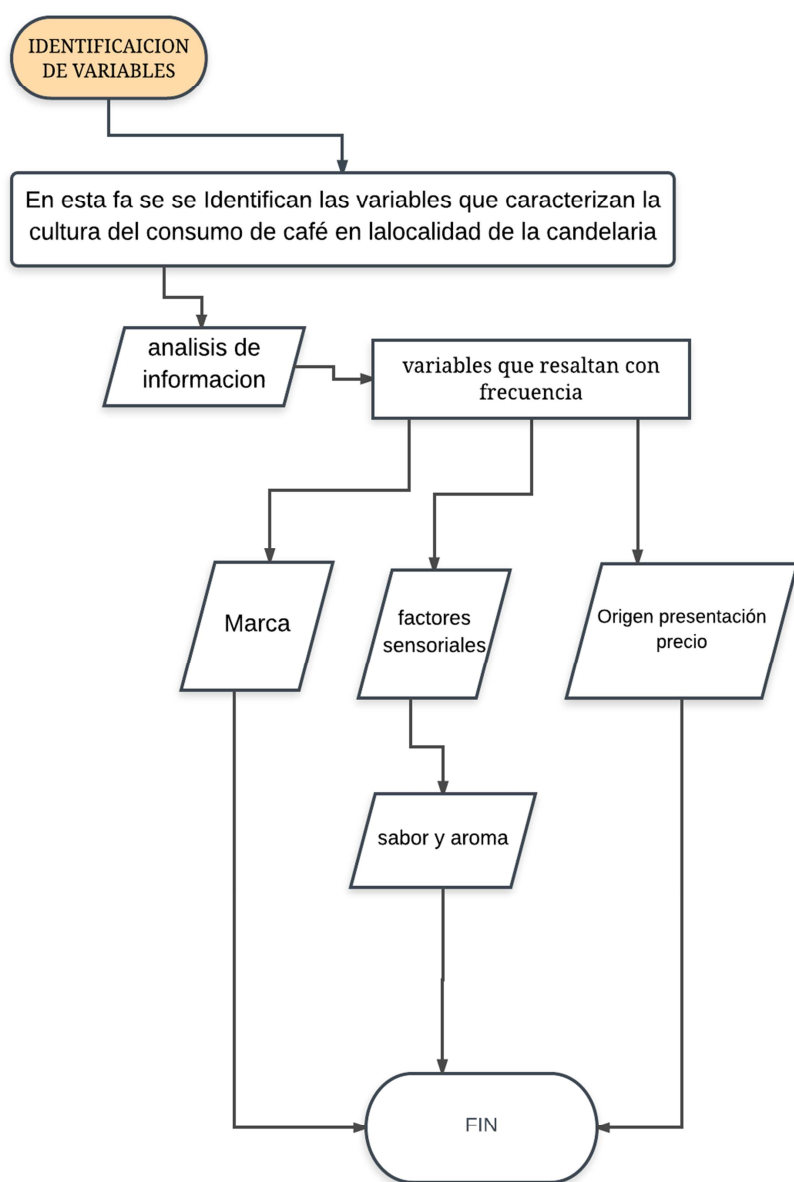 IDENTIFICAICION
DE VARIABLES
En esta fa se se Identifican las variables que caracterizan la
cultura del consumo de café en lalocalidad de la candelaria
analisis de
informacion
variables que resaltan con
frecuencia
Marca
factores
sensoriales
Origen presentación
precio
sabor y aroma
FIN